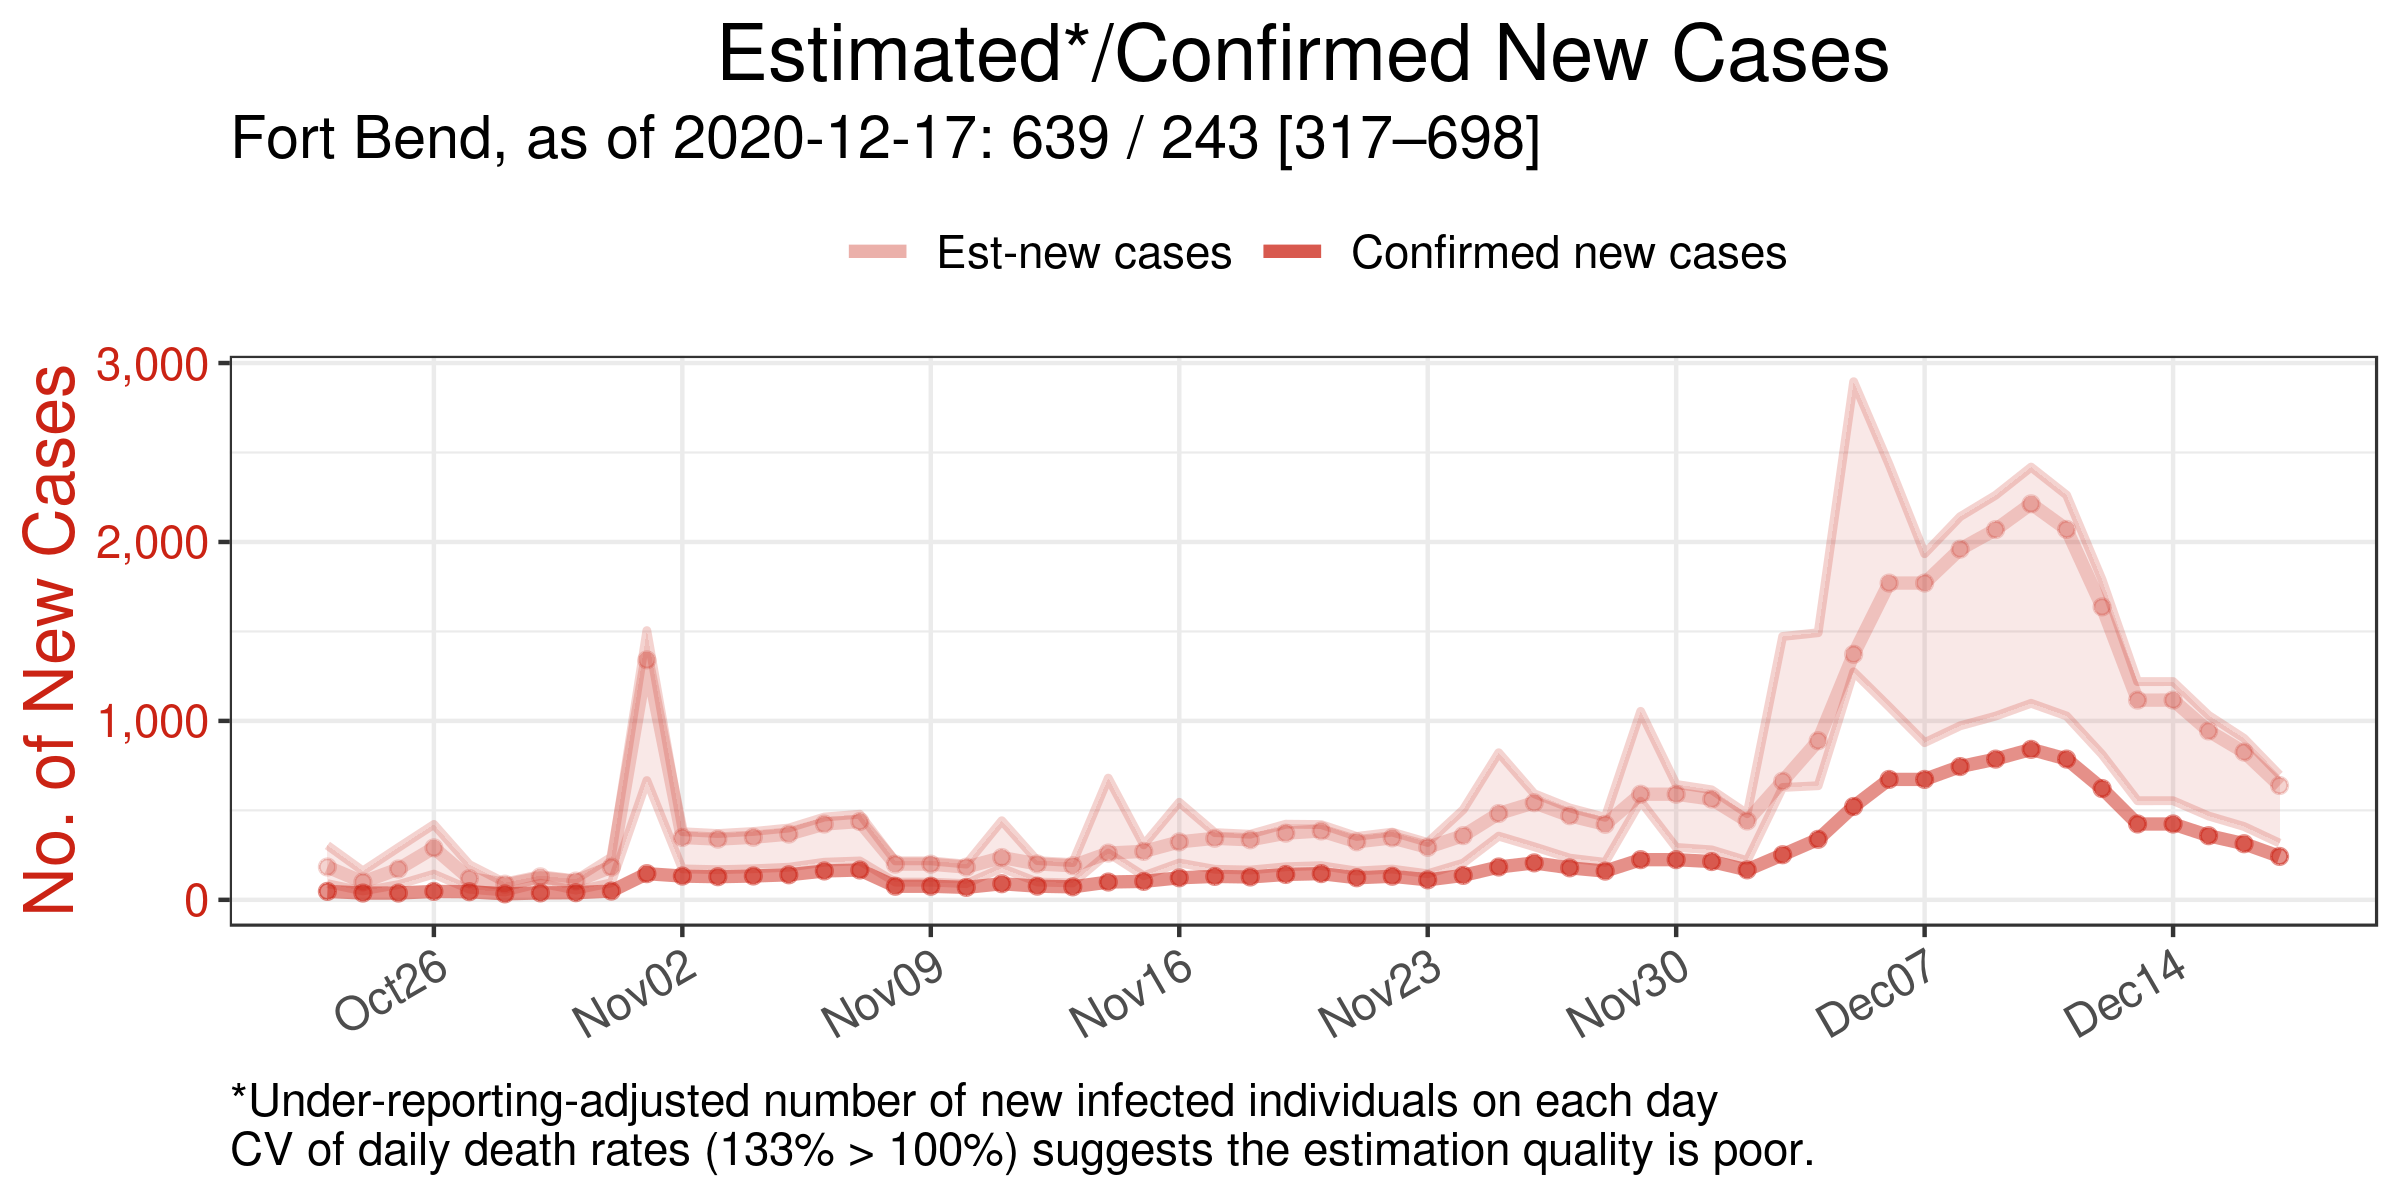 Estimated*/Confirmed New Cases
Fort Bend, as of 2020-12-17: 639 / 243 [317–698]
Est-new cases Confirmed new cases
No. of New Cases
3,000
2,000
1,000
0
Oct26 Nov02 Nov09 Nov16 Nov23 Nov30 Dec07 Dec14
*Under-reporting-adjusted number of new infected individuals on each day
CV of daily death rates (133% > 100%) suggests the estimation quality is poor.